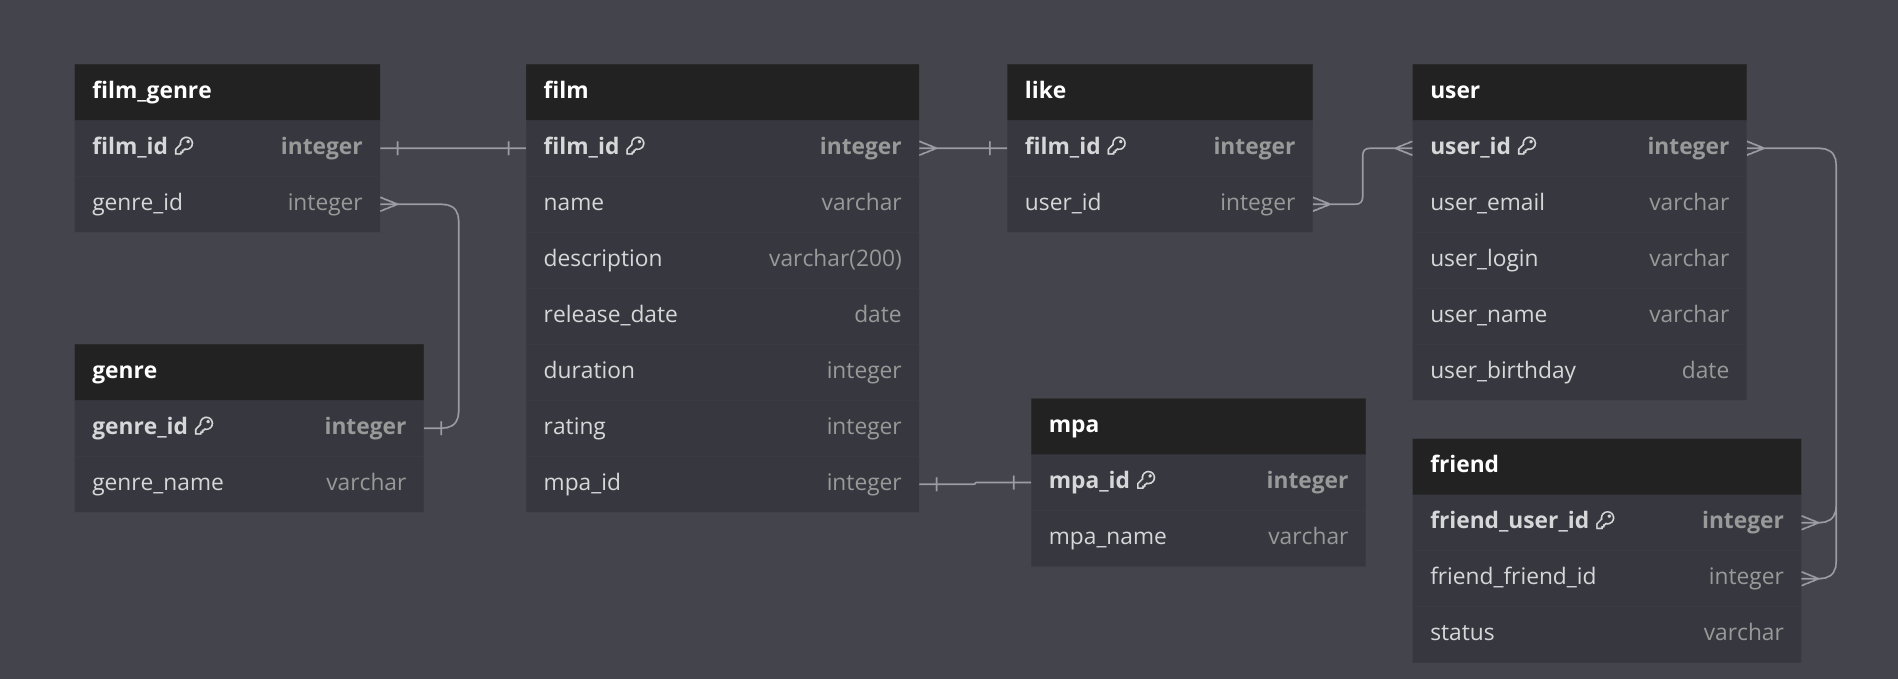 film_genre
film_id integer
genre_id integer
genre
genre_id integer
genre_name varchar
film
film_id integer
name varchar
description varchar(200)
release_date date
duration integer
rating integer
mpa_id integer
like
film_id integer
user_id integer
mpa
mpa_id integer
mpa_name varchar
user
user_id integer
user_email varchar
user_login varchar
user_name varchar
user_birthday date
friend
friend_user_id integer
friend_friend_id integer
status varchar